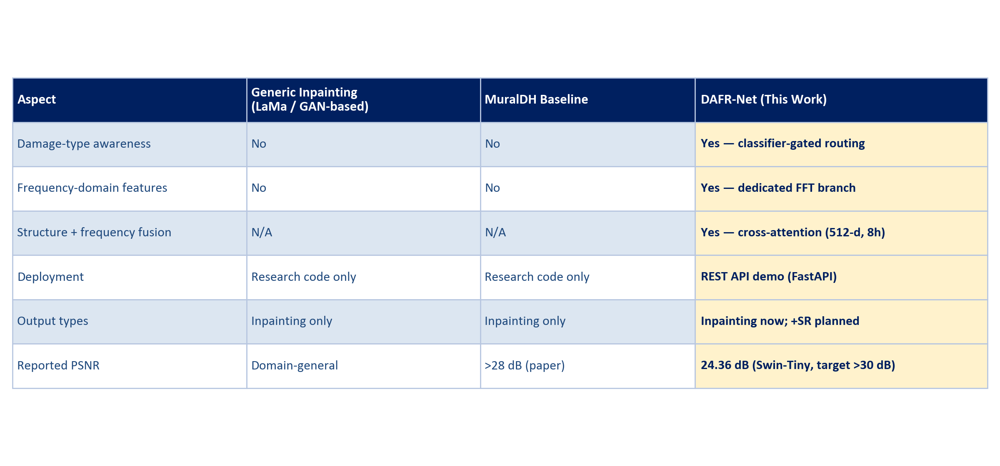 Aspect
Generic Inpainting
(LaMa / GAN-based)
MuralDH Baseline
DAFR-Net (This Work)
Damage-type awareness
No
No
Yes — classifier-gated routing
Frequency-domain features
No
No
Yes — dedicated FFT branch
Structure + frequency fusion
N/A
N/A
Yes — cross-attention (512-d, 8h)
Deployment
Research code only
Research code only
REST API demo (FastAPI)
Output types
Inpainting only
Inpainting only
Inpainting now; +SR planned
Reported PSNR
Domain-general
>28 dB (paper)
24.36 dB (Swin-Tiny, target >30 dB)